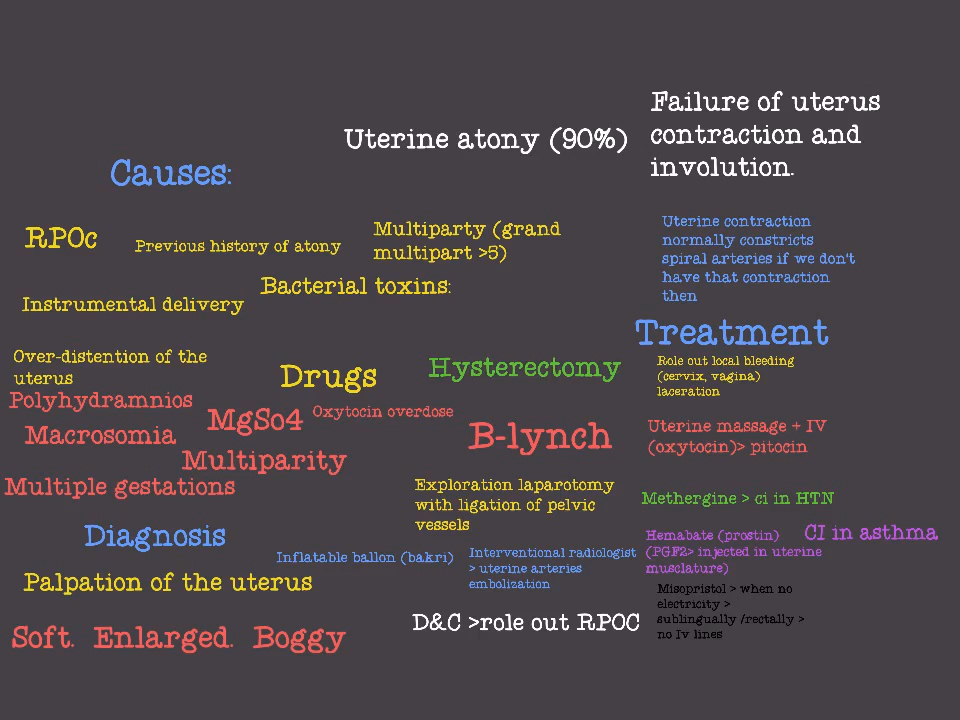 Uterine atony (90%)
Failure of uterus
contraction and
involution.
Causes:
RPOc
Previous history of atony
Multiparty (grand
multipart >5)
Bacterial toxins:
Instrumental delivery
Uterine contraction
normally constricts
spiral arteries if we don't
have that contraction
then
Over-distention of the
uterus
Polyhydramnios
Macrosomia
Multiple gestations
Drugs
MgSo4
Oxytocin overdose
Multiparity
Treatment
Role out local bleeding
(cervix, vagina)
laceration
Uterine massage + IV
(oxytocin)> pitocin
Methergine > ci in HTN
Hemabate (prostin)
(PGF2> injected in uterine
musclature)
CI in asthma
Misopristol > when no
electricity >
sublingually /rectally >
no Iv lines
Hysterectomy
B-lynch
Exploration laparotomy
with ligation of pelvic
vessels
Interventional radiologist
> uterine arteries
embolization
Inflatable ballon (bakri)
D&C >role out RPOC
Diagnosis
Palpation of the uterus
Soft. Enlarged. Boggy